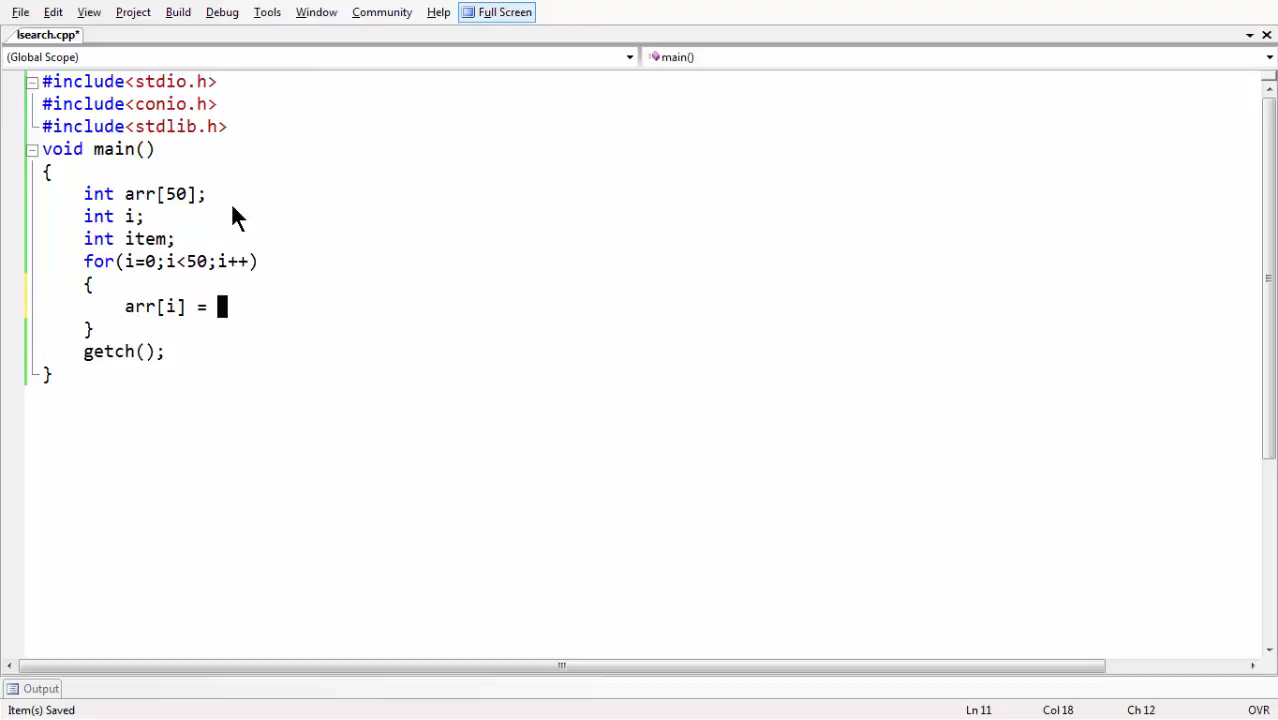 File Edit View Project Build Debug Tools Window Community Help Full Screen
lsearch.cpp*
(Global Scope) main()
#include<stdio.h>
#include<conio.h>
#include<stdlib.h>
void main()
{
    int arr[50];
    int i;
    int item;
    for(i=0;i<50;i++)
    {
        arr[i] =
    }
    getch();
}
Output
Item(s) Saved Ln 11 Col 18 Ch 12 OVR